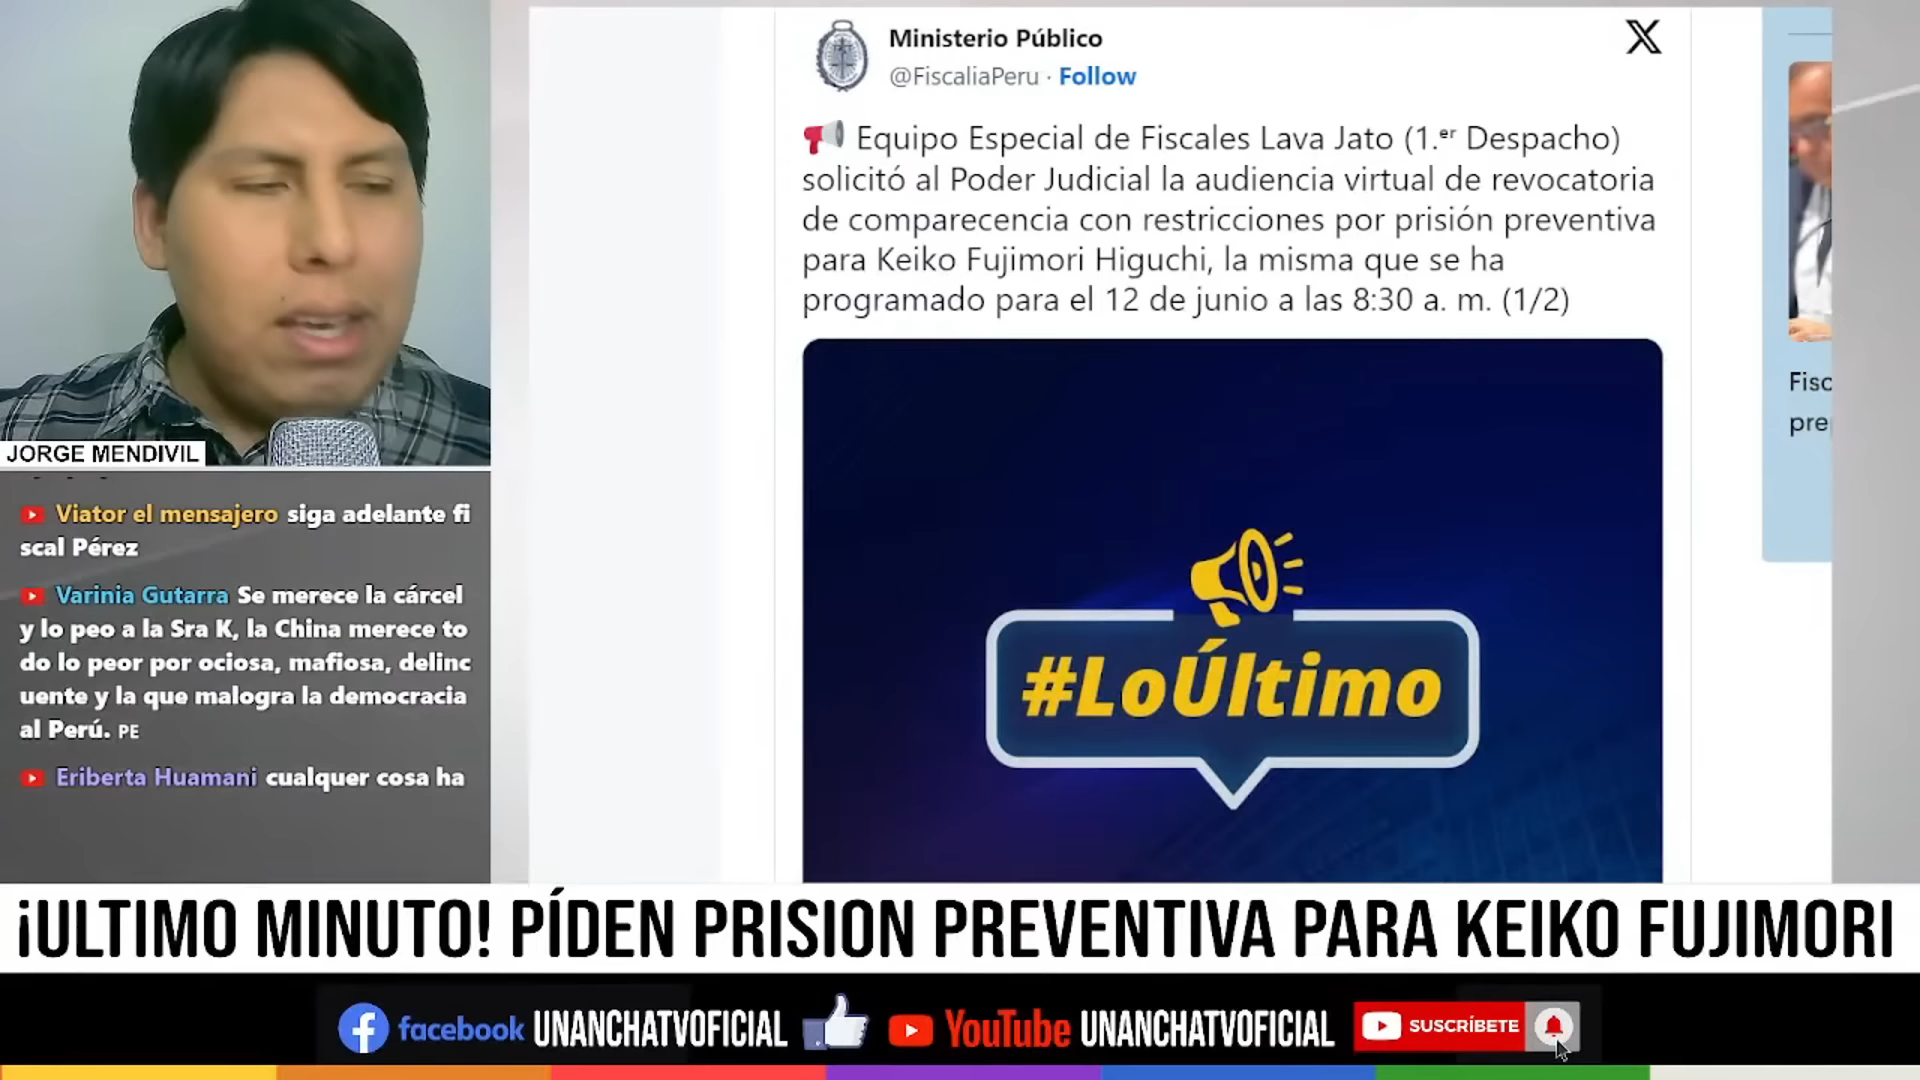 Ministerio Público
@FiscaliaPeru · Follow
Equipo Especial de Fiscales Lava Jato (1.er Despacho)
solicitó al Poder Judicial la audiencia virtual de revocatoria
de comparecencia con restricciones por prisión preventiva
para Keiko Fujimori Higuchi, la misma que se ha
programado para el 12 de junio a las 8:30 a. m. (1/2)
#LoÚltimo
Fisc
pre
JORGE MENDIVIL
Viator el mensajero siga adelante fi
scal Pérez
Varinia Gutarra Se merece la cárcel
y lo peo a la Sra K, la China merece to
do lo peor por ociosa, mafiosa, delinc
uente y la que malogra la democracia
al Perú. PE
Eriberta Huamani cualquer cosa ha
¡ULTIMO MINUTO! PÍDEN PRISION PREVENTIVA PARA KEIKO FUJIMORI
facebook UNANCHATVOFICIAL YouTube UNANCHATVOFICIAL SUSCRÍBETE